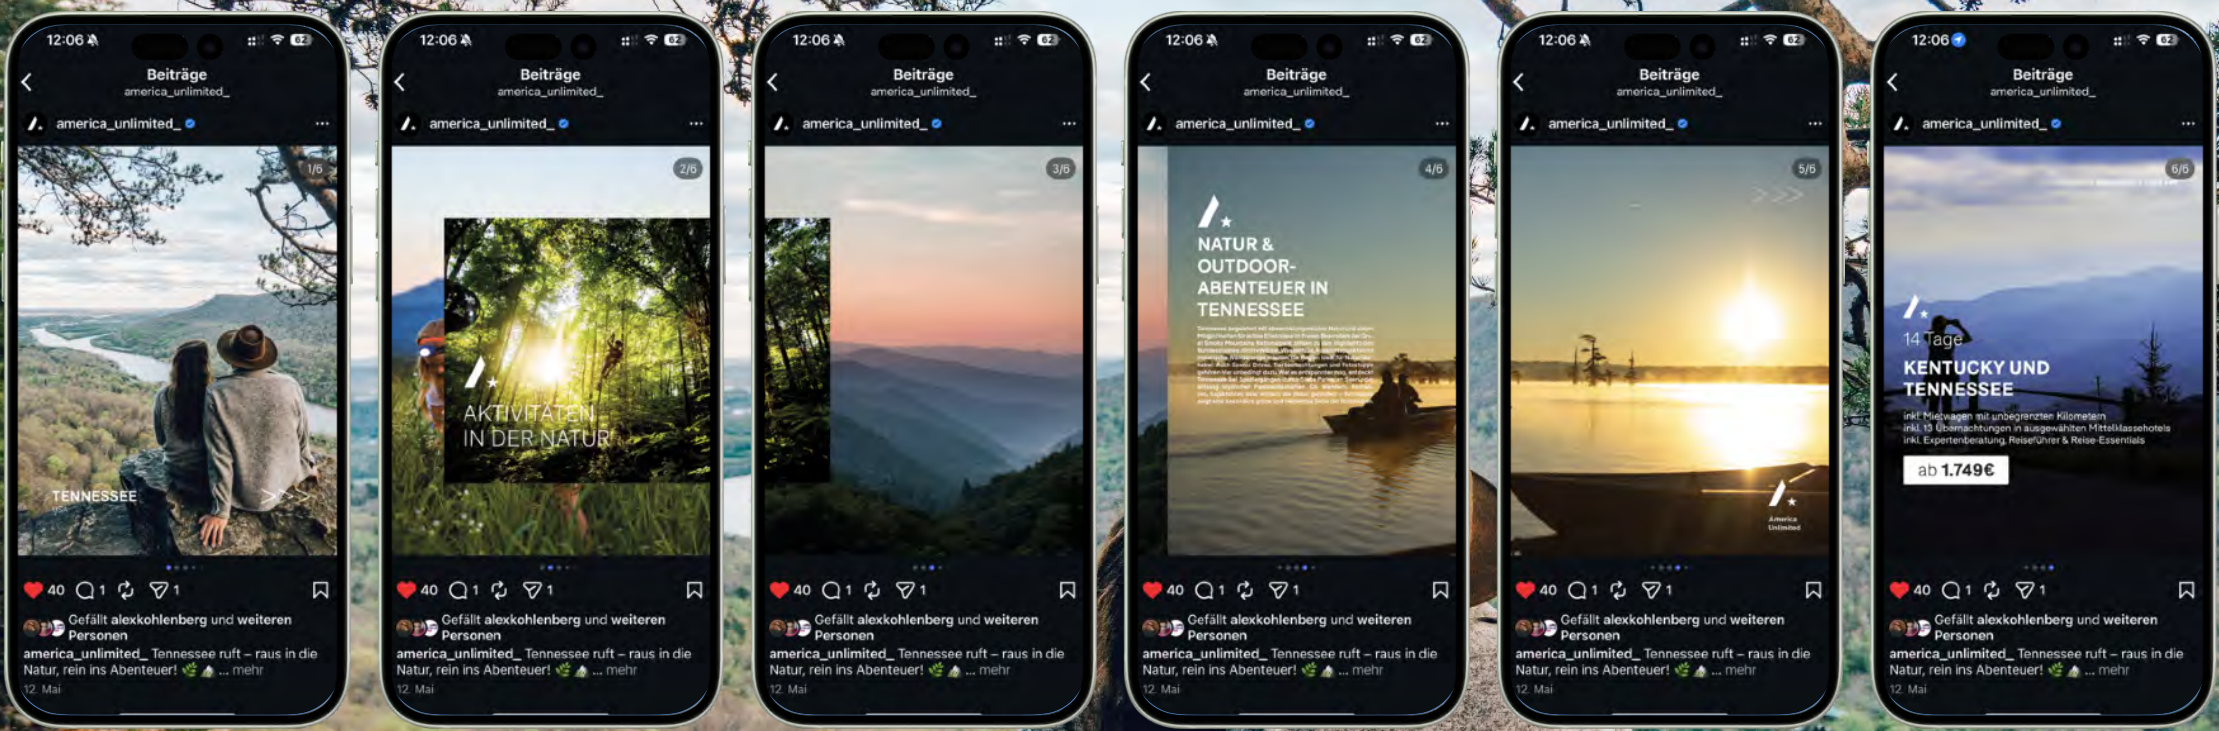 12:06
62
Beiträge
america_unlimited_
america_unlimited_
1/6
TENNESSEE
>>>
40 1 1
Gefällt alexkohlenberg und weiteren
Personen
america_unlimited_ Tennessee ruft – raus in die
Natur, rein ins Abenteuer! 🌿 ... mehr
12. Mai
12:06
62
Beiträge
america_unlimited_
america_unlimited_
2/6
AKTIVITÄTEN
IN DER NATUR
40 1 1
Gefällt alexkohlenberg und weiteren
Personen
america_unlimited_ Tennessee ruft – raus in die
Natur, rein ins Abenteuer! 🌿 ... mehr
12. Mai
12:06
62
Beiträge
america_unlimited_
america_unlimited_
3/6
40 1 1
Gefällt alexkohlenberg und weiteren
Personen
america_unlimited_ Tennessee ruft – raus in die
Natur, rein ins Abenteuer! 🌿 ... mehr
12. Mai
12:06
62
Beiträge
america_unlimited_
america_unlimited_
4/6
NATUR &
OUTDOOR-
ABENTEUER IN
TENNESSEE
40 1 1
Gefällt alexkohlenberg und weiteren
Personen
america_unlimited_ Tennessee ruft – raus in die
Natur, rein ins Abenteuer! 🌿 ... mehr
12. Mai
12:06
62
Beiträge
america_unlimited_
america_unlimited_
5/6
>>>
America
Unlimited
40 1 1
Gefällt alexkohlenberg und weiteren
Personen
america_unlimited_ Tennessee ruft – raus in die
Natur, rein ins Abenteuer! 🌿 ... mehr
12. Mai
12:06
62
Beiträge
america_unlimited_
america_unlimited_
6/6
14 Tage
KENTUCKY UND
TENNESSEE
inkl. Mietwagen mit unbegrenzten Kilometern
inkl. 13 Übernachtungen in ausgewählten Mittelklassehotels
inkl. Expertenberatung, Reiseführer & Reise-Essentials
ab 1.749€
40 1 1
Gefällt alexkohlenberg und weiteren
Personen
america_unlimited_ Tennessee ruft – raus in die
Natur, rein ins Abenteuer! 🌿 ... mehr
12. Mai